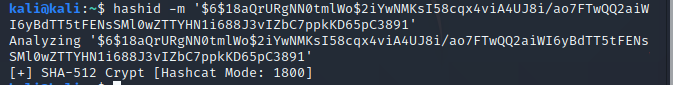 kali@kali:~$ hashid -m '$6$18aQrURgNN0tmlWo$2iYwNMKsI58cqx4viA4UJ8i/ao7FTwQQ2aiW
I6yBdTT5tFENsSMl0wZTTYHN1i688J3vIZbC7ppkKD65pC3891'
Analyzing '$6$18aQrURgNN0tmlWo$2iYwNMKsI58cqx4viA4UJ8i/ao7FTwQQ2aiWI6yBdTT5tFENs
SMl0wZTTYHN1i688J3vIZbC7ppkKD65pC3891'
[+] SHA-512 Crypt [Hashcat Mode: 1800]